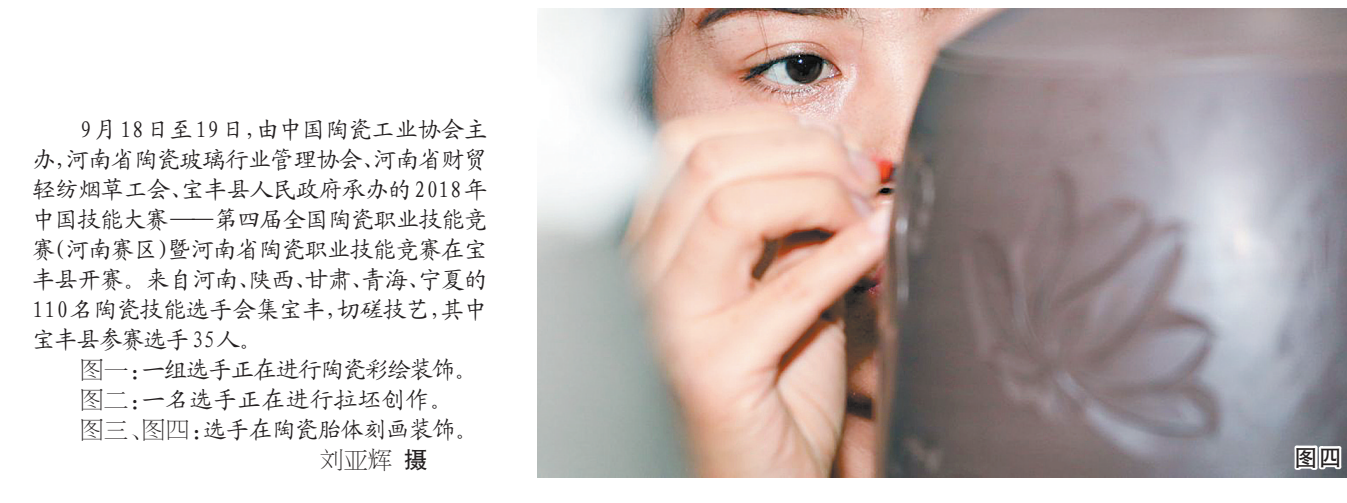 9月18日至19日,由中国陶瓷工业协会主
办,河南省陶瓷玻璃行业管理协会、河南省财贸
轻纺烟草工会、宝丰县人民政府承办的2018年
中国技能大赛——第四届全国陶瓷职业技能竞
赛(河南赛区)暨河南省陶瓷职业技能竞赛在宝
丰县开赛。来自河南、陕西、甘肃、青海、宁夏的
110名陶瓷技能选手会集宝丰,切磋技艺,其中
宝丰县参赛选手35人。
图一:一组选手正在进行陶瓷彩绘装饰。
图二:一名选手正在进行拉坯创作。
图三、图四:选手在陶瓷胎体刻画装饰。
刘亚辉 摄
图四